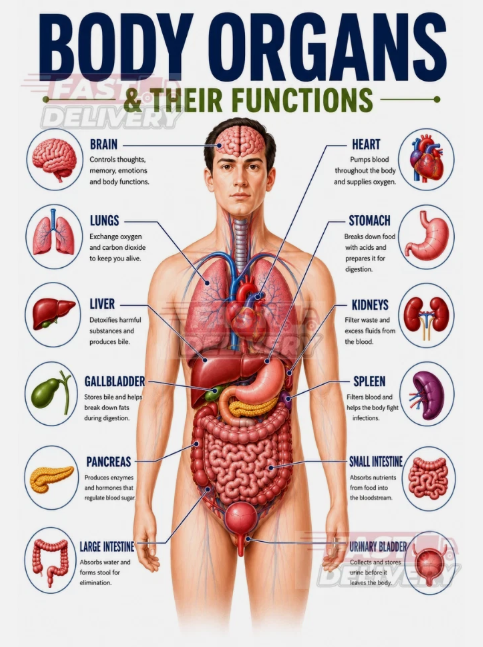 BODY ORGANS
& THEIR FUNCTIONS
FAST
DELIVERY
BRAIN
Controls thoughts,
memory, emotions
and body functions.
HEART
Pumps blood
throughout the body
and supplies oxygen.
LUNGS
Exchange oxygen
and carbon dioxide
to keep you alive.
STOMACH
Breaks down food
with acids and
prepares it for
digestion.
LIVER
Detoxifies harmful
substances and
produces bile.
KIDNEYS
Filter waste and
excess fluids from
the blood.
FAST
DELIVERY
GALLBLADDER
Stores bile and helps
break down fats
during digestion.
SPLEEN
Filters blood and
helps the body fight
infections.
PANCREAS
Produces enzymes
and hormones that
regulate blood sugar
SMALL INTESTINE
Absorbs nutrients
from food into
the bloodstream.
LARGE INTESTINE
Absorbs water and
forms stool for
elimination.
URINARY BLADDER
Collects and stores
urine before it
leaves the body.
FAST
DELIVERY